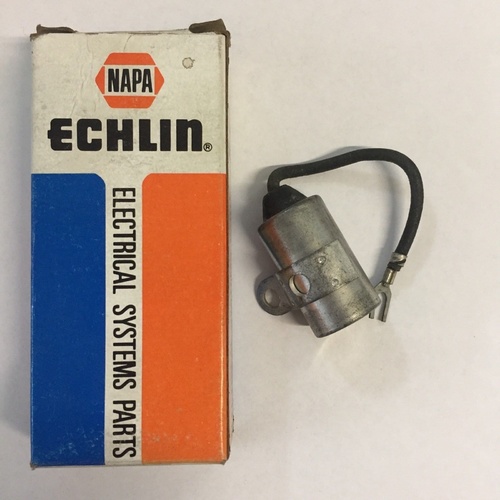 NAPA
ECHLIN®
ELECTRICAL SYSTEMS PARTS